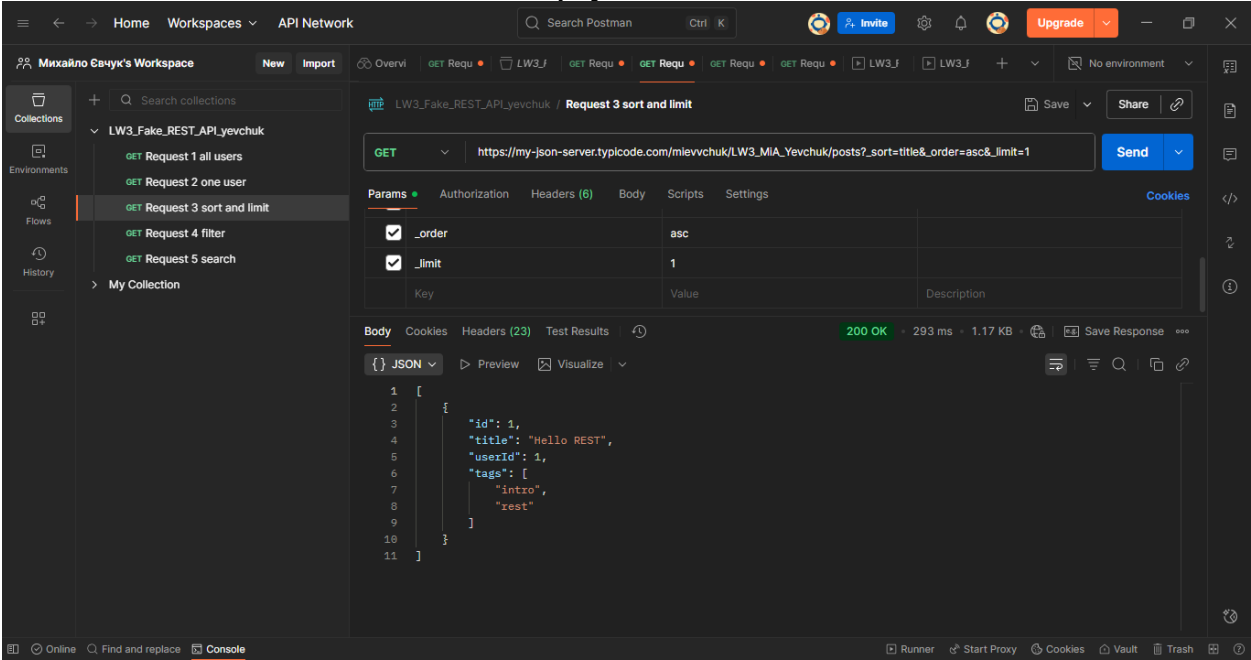 Home Workspaces API Network Search Postman Ctrl K Invite Upgrade
Михайло Євчук's Workspace New Import Overvi GET Requ LW3_F GET Requ GET Requ GET Requ GET Requ LW3_F LW3_F No environment
Collections
Environments
Flows
History
Search collections
LW3_Fake_REST_API_yevchuk
GET Request 1 all users
GET Request 2 one user
GET Request 3 sort and limit
GET Request 4 filter
GET Request 5 search
My Collection
HTTP LW3_Fake_REST_API_yevchuk / Request 3 sort and limit Save Share
GET https://my-json-server.typicode.com/mievvchuk/LW3_MiA_Yevchuk/posts?_sort=title&_order=asc&_limit=1 Send
Params Authorization Headers (6) Body Scripts Settings Cookies
_order asc
_limit 1
Key Value Description
Body Cookies Headers (23) Test Results 200 OK 293 ms 1.17 KB e.g. Save Response
{} JSON Preview Visualize
1 [
2 {
3 "id": 1,
4 "title": "Hello REST",
5 "userId": 1,
6 "tags": [
7 "intro",
8 "rest"
9 ]
10 }
11 ]
Online Find and replace Console Runner Start Proxy Cookies Vault Trash